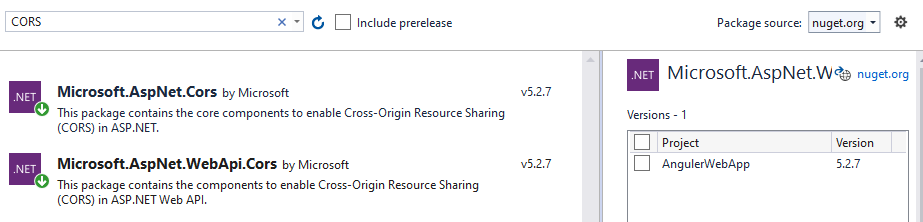 CORS
Include prerelease
Package source: nuget.org
.NET
Microsoft.AspNet.Cors by Microsoft
v5.2.7
This package contains the core components to enable Cross-Origin Resource Sharing
(CORS) in ASP.NET.
.NET
Microsoft.AspNet.WebApi.Cors by Microsoft
v5.2.7
This package contains the components to enable Cross-Origin Resource Sharing
(CORS) in ASP.NET Web API.
.NET
Microsoft.AspNet.W
nuget.org
Versions - 1
Project Version
AngulerWebApp 5.2.7